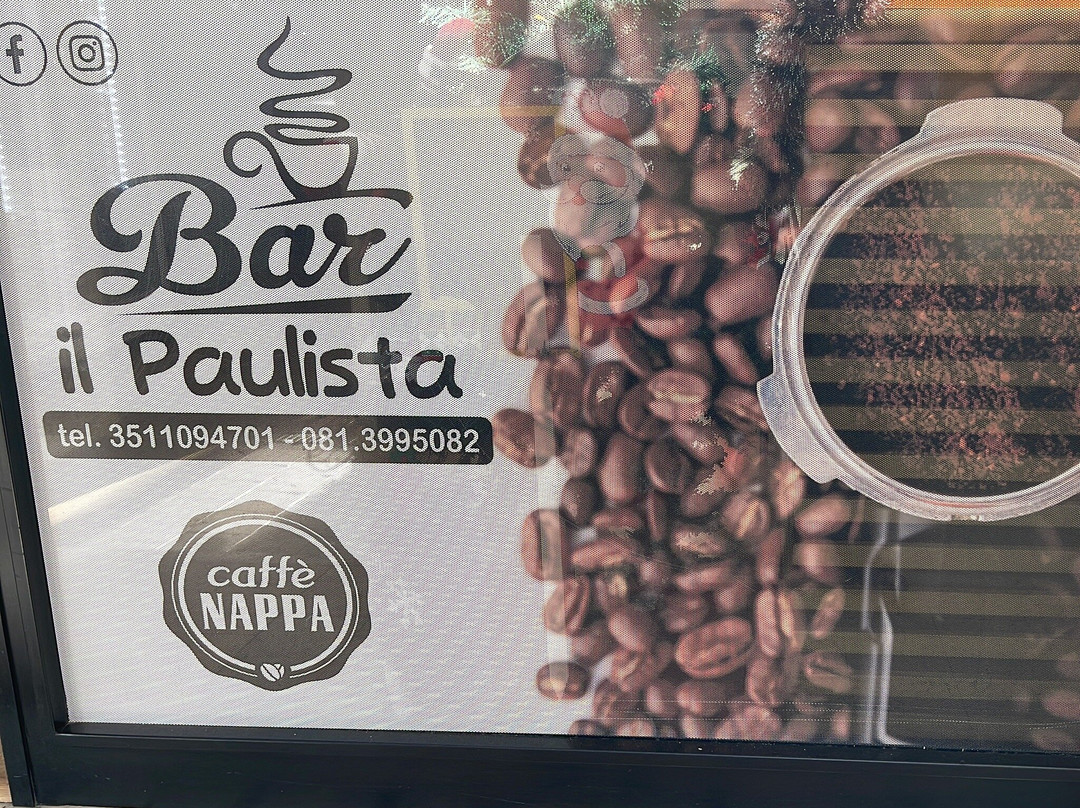 Bar
il Paulista
tel. 3511094701 - 081.3995082
caffè
NAPPA